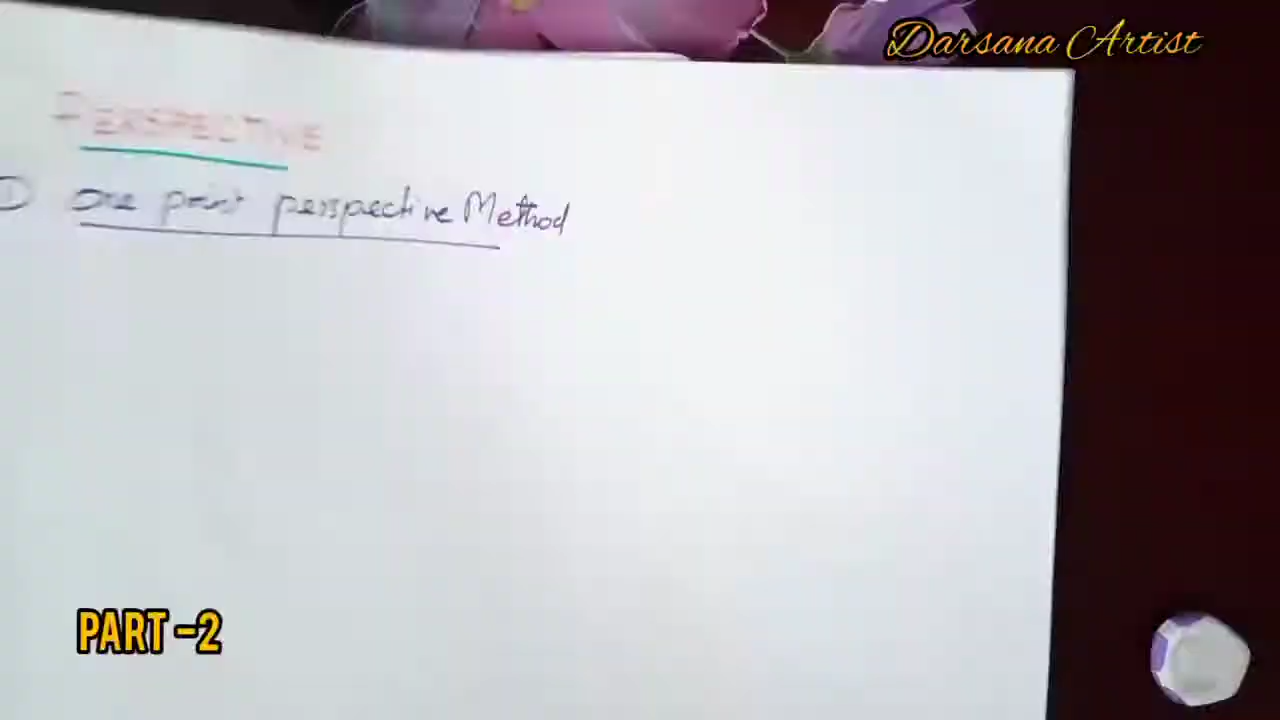 Darsana Artist
PERSPECTIVE
① One point perspective Method
PART -2